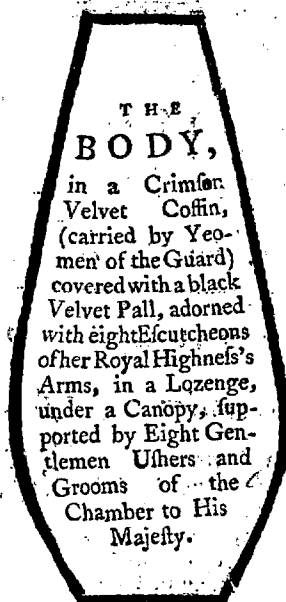 THE
BODY,
in a Crimſon
Velvet Coffin,
(carried by Yeo-
men of the Guard)
covered with a black
Velvet Pall, adorned
with eight Eſcutcheons
of her Royal Highneſs's
Arms, in a Lozenge,
under a Canopy, ſup-
ported by Eight Gen-
tlemen Uſhers and
Grooms of the
Chamber to His
Majeſty.